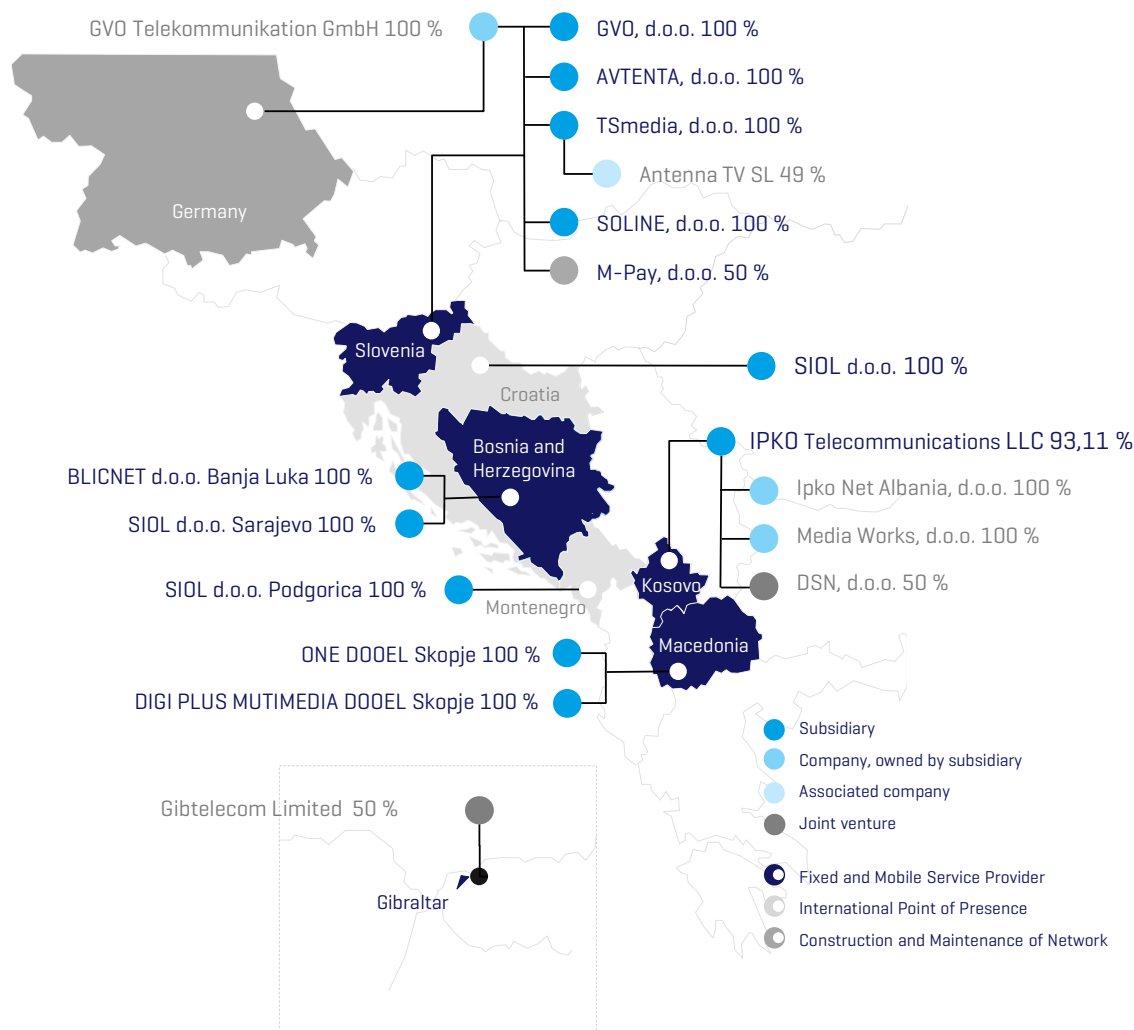 GVO Telekommunikation GmbH 100 %
GVO, d.o.o. 100 %
AVTENTA, d.o.o. 100 %
TSmedia, d.o.o. 100 %
Antenna TV SL 49 %
Germany
SOLINE, d.o.o. 100 %
M-Pay, d.o.o. 50 %
Slovenia
SIOL d.o.o. 100 %
Croatia
Bosnia and
Herzegovina
IPKO Telecommunications LLC 93,11 %
BLICNET d.o.o. Banja Luka 100 %
Ipko Net Albania, d.o.o. 100 %
SIOL d.o.o. Sarajevo 100 %
Media Works, d.o.o. 100 %
SIOL d.o.o. Podgorica 100 %
Kosovo
DSN, d.o.o. 50 %
Montenegro
ONE DOOEL Skopje 100 %
Macedonia
DIGI PLUS MUTIMEDIA DOOEL Skopje 100 %
Subsidiary
Company, owned by subsidiary
Associated company
Joint venture
Gibtelecom Limited 50 %
Gibraltar
Fixed and Mobile Service Provider
International Point of Presence
Construction and Maintenance of Network